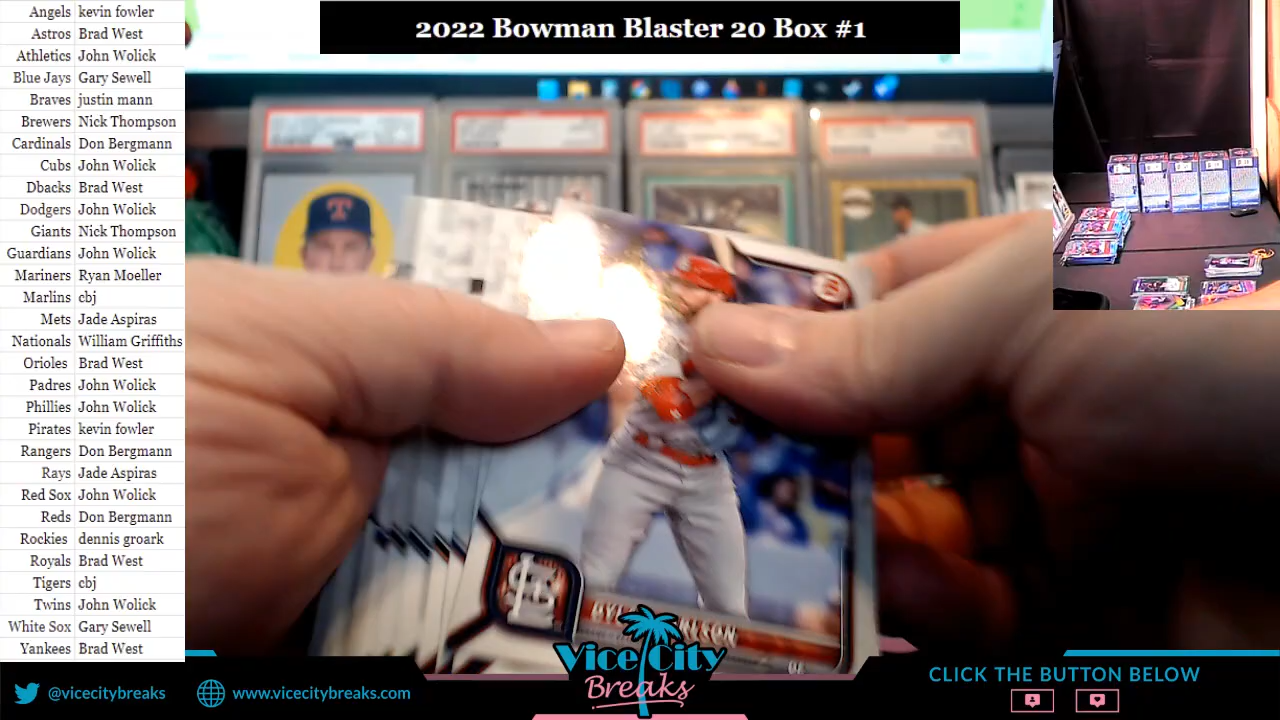 2022 Bowman Blaster 20 Box #1
Angels kevin fowler
Astros Brad West
Athletics John Wolick
Blue Jays Gary Sewell
Braves justin mann
Brewers Nick Thompson
Cardinals Don Bergmann
Cubs John Wolick
Dbacks Brad West
Dodgers John Wolick
Giants Nick Thompson
Guardians John Wolick
Mariners Ryan Moeller
Marlins cbj
Mets Jade Aspiras
Nationals William Griffiths
Orioles Brad West
Padres John Wolick
Phillies John Wolick
Pirates kevin fowler
Rangers Don Bergmann
Rays Jade Aspiras
Red Sox John Wolick
Reds Don Bergmann
Rockies dennis groark
Royals Brad West
Tigers cbj
Twins John Wolick
White Sox Gary Sewell
Yankees Brad West
T
B
Vice City
Breaks
@vicecitybreaks
www.vicecitybreaks.com
CLICK THE BUTTON BELOW